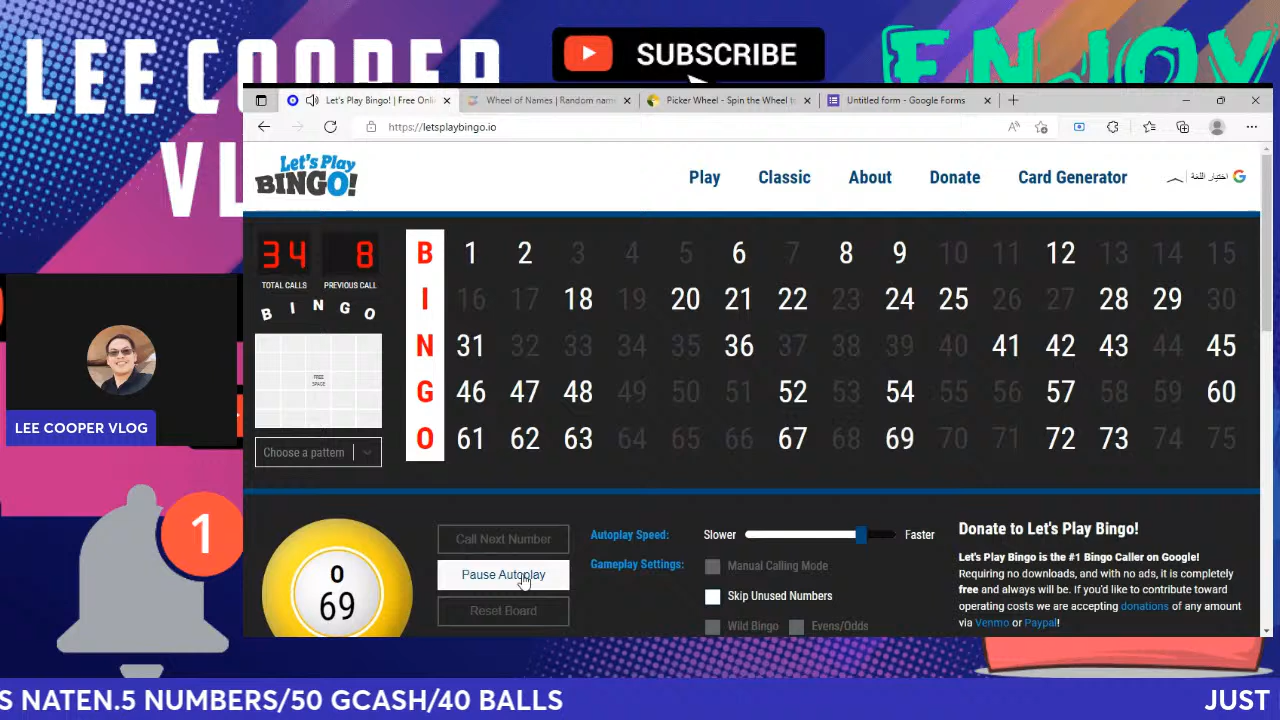 LEE COOPER
VL
SUBSCRIBE
ENJOY
Let's Play Bingo! | Free Onli
Wheel of Names | Random nam
Picker Wheel - Spin the Wheel t
Untitled form - Google Forms
https://letsplaybingo.io
Let's Play
BINGO!
Play
Classic
About
Donate
Card Generator
اختيار اللغة
34
8
TOTAL CALLS
PREVIOUS CALL
B I N G O
FREE
SPACE
Choose a pattern
B 1 2 3 4 5 6 7 8 9 10 11 12 13 14 15
I 16 17 18 19 20 21 22 23 24 25 26 27 28 29 30
N 31 32 33 34 35 36 37 38 39 40 41 42 43 44 45
G 46 47 48 49 50 51 52 53 54 55 56 57 58 59 60
O 61 62 63 64 65 66 67 68 69 70 71 72 73 74 75
LEE COOPER VLOG
1
O
69
Call Next Number
Pause Autoplay
Reset Board
Autoplay Speed:
Slower
Faster
Gameplay Settings:
Manual Calling Mode
Skip Unused Numbers
Wild Bingo
Evens/Odds
Donate to Let's Play Bingo!
Let's Play Bingo is the #1 Bingo Caller on Google!
Requiring no downloads, and with no ads, it is completely
free and always will be. If you'd like to contribute toward
operating costs we are accepting donations of any amount
via Venmo or Paypal!
S NATEN.5 NUMBERS/50 GCASH/40 BALLS
JUST